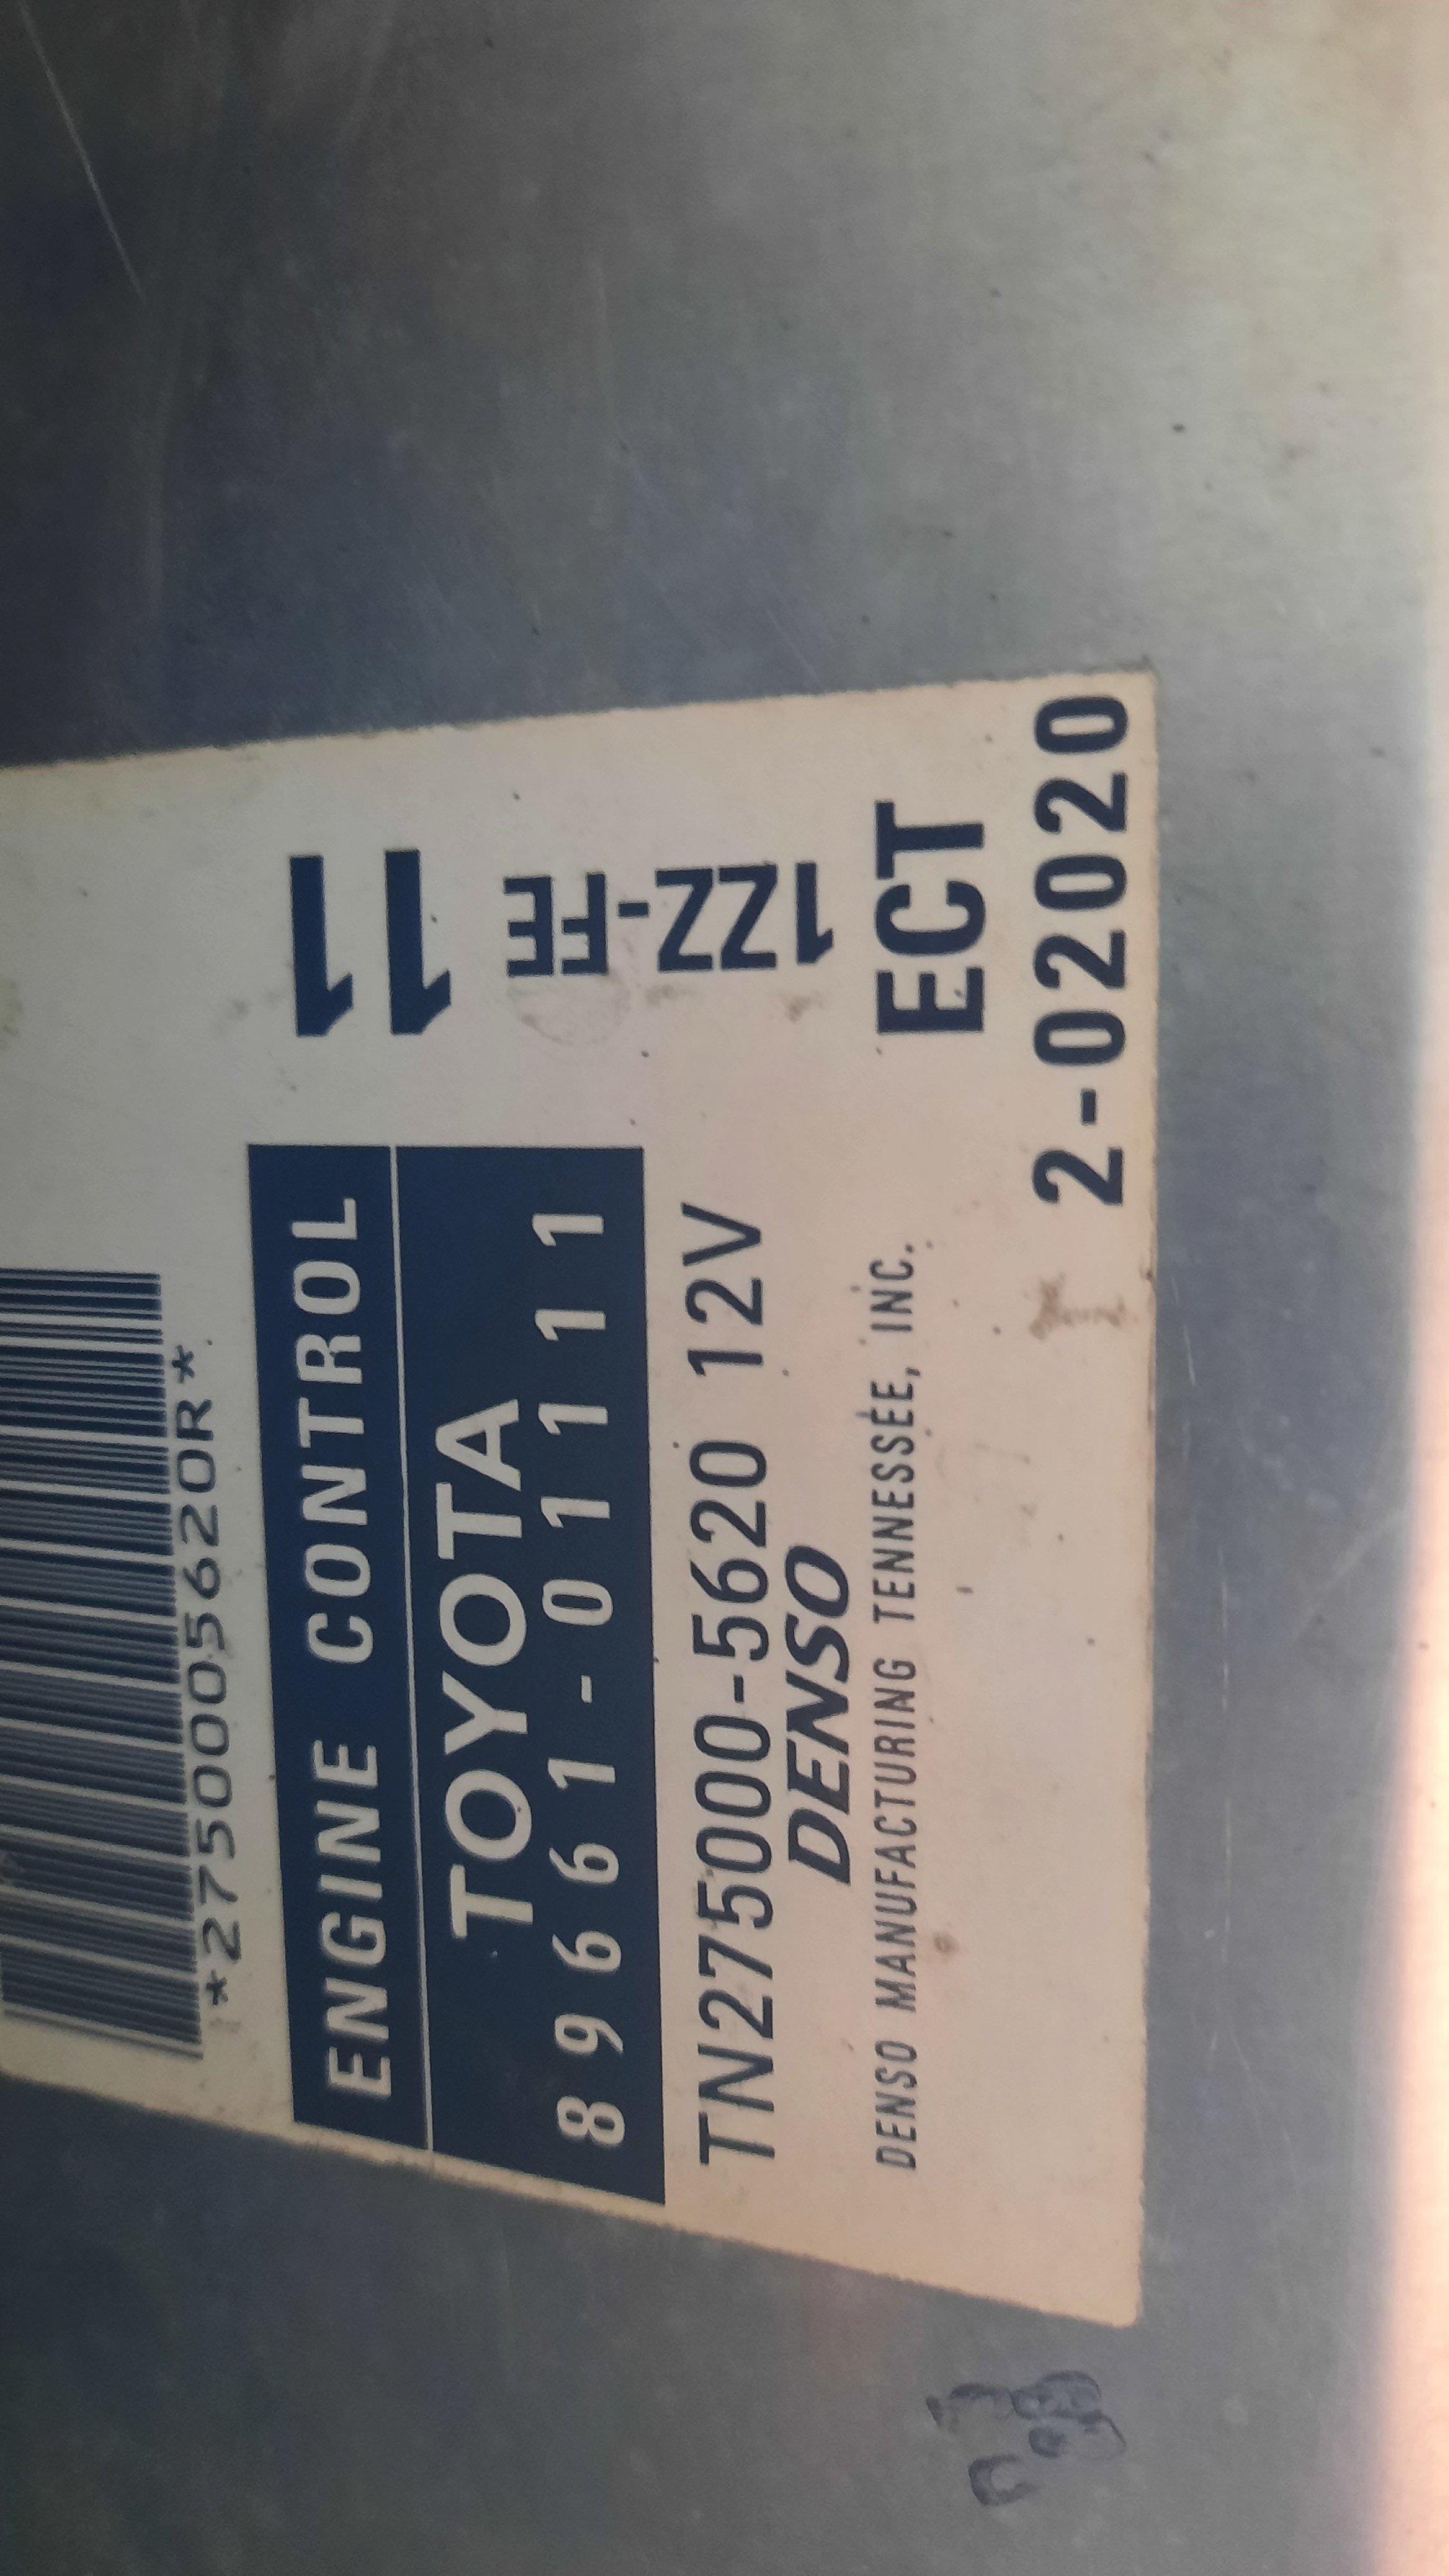 *2750005620R*
ENGINE CONTROL
11
TOYOTA
89661-01111
1ZZ-FE
TN275000-5620 12V
DENSO
ECT
DENSO MANUFACTURING TENNESSEE, INC.
2-02020